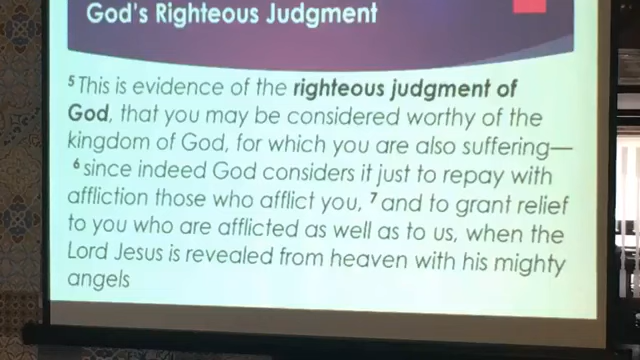 God's Righteous Judgment
5 This is evidence of the righteous judgment of
God, that you may be considered worthy of the
kingdom of God, for which you are also suffering—
6 since indeed God considers it just to repay with
affliction those who afflict you, 7 and to grant relief
to you who are afflicted as well as to us, when the
Lord Jesus is revealed from heaven with his mighty
angels